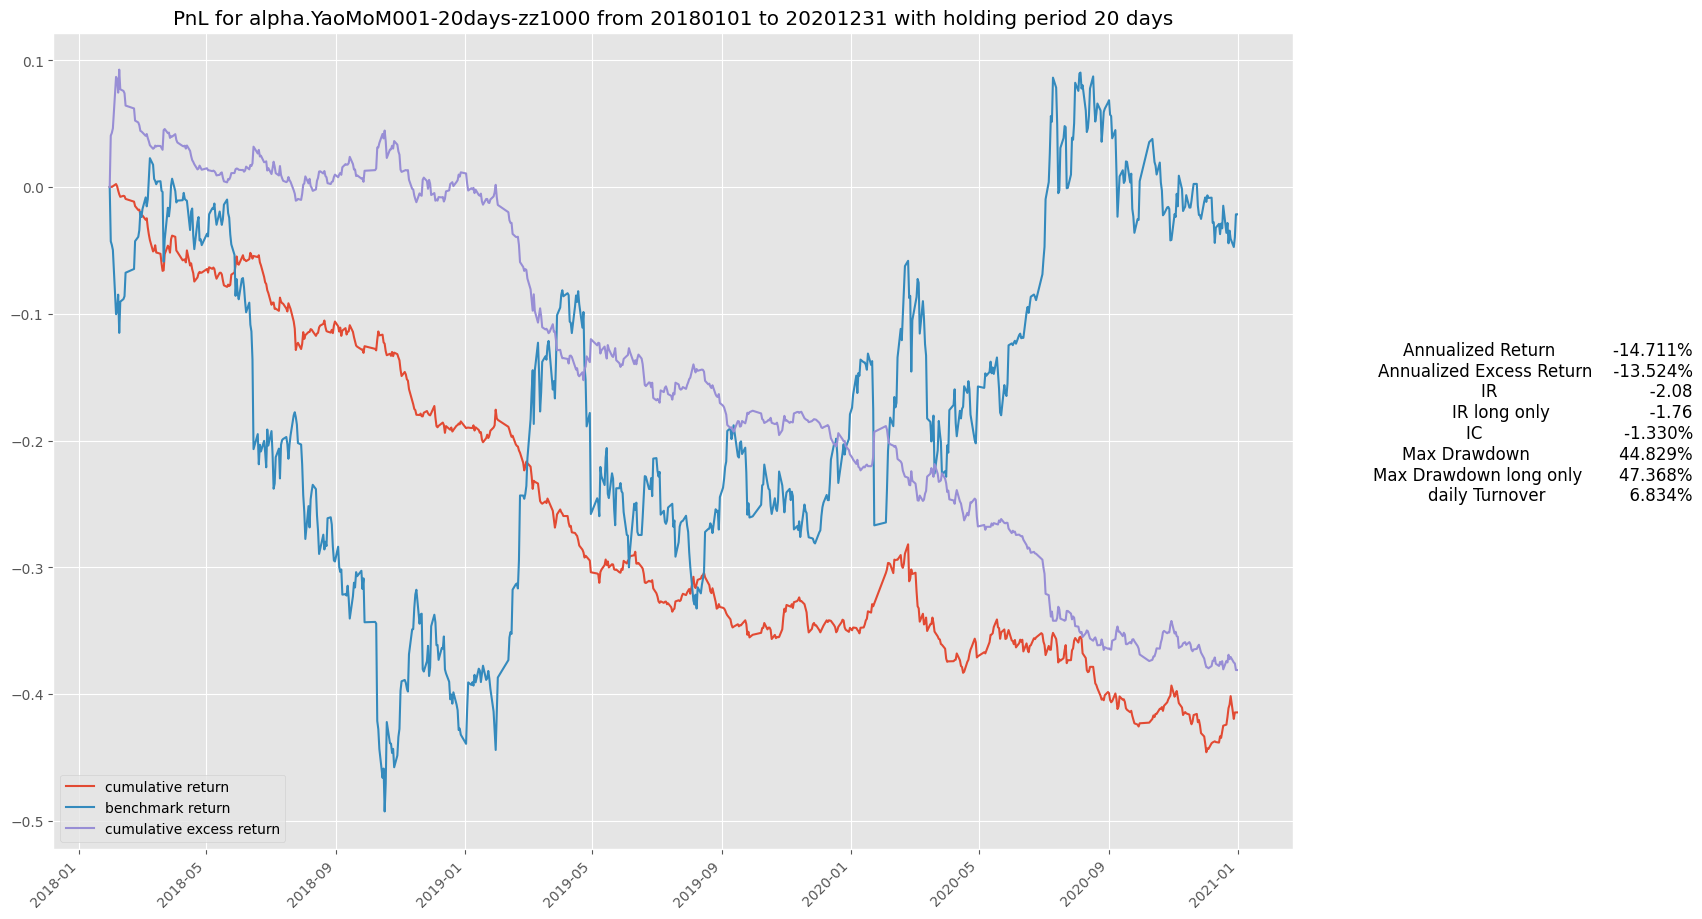 PnL for alpha.YaoMoM001-20days-zz1000 from 20180101 to 20201231 with holding period 20 days
0.1
0.0
−0.1
−0.2
−0.3
−0.4
−0.5
Annualized Return -14.711%
Annualized Excess Return -13.524%
IR -2.08
IR long only -1.76
IC -1.330%
Max Drawdown 44.829%
Max Drawdown long only 47.368%
daily Turnover 6.834%
cumulative return
benchmark return
cumulative excess return
2018-01
2018-05
2018-09
2019-01
2019-05
2019-09
2020-01
2020-05
2020-09
2021-01